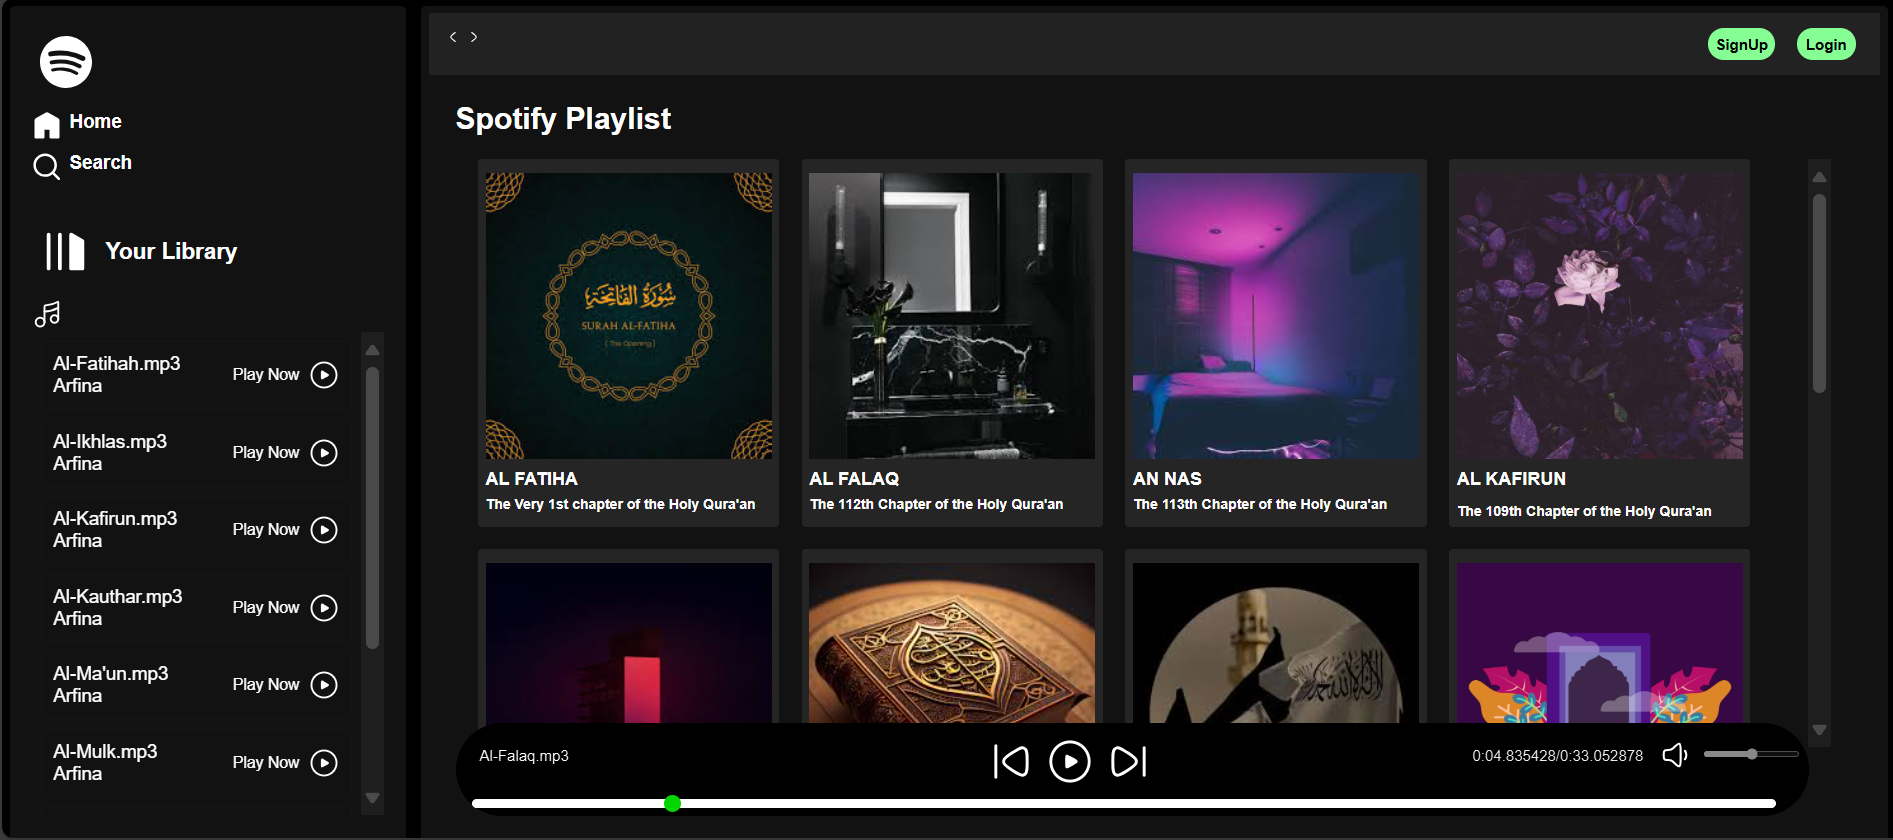 Home
Search
Your Library
Al-Fatihah.mp3
Arfina
Play Now
Al-Ikhlas.mp3
Arfina
Play Now
Al-Kafirun.mp3
Arfina
Play Now
Al-Kauthar.mp3
Arfina
Play Now
Al-Ma'un.mp3
Arfina
Play Now
Al-Mulk.mp3
Arfina
Play Now
SignUp
Login
Spotify Playlist
سُوْرَةُ الفَاتِحَة
SURAH AL-FATIHA
( The Opening )
AL FATIHA
The Very 1st chapter of the Holy Qura'an
AL FALAQ
The 112th Chapter of the Holy Qura'an
AN NAS
The 113th Chapter of the Holy Qura'an
AL KAFIRUN
The 109th Chapter of the Holy Qura'an
Al-Falaq.mp3
0:04.835428/0:33.052878